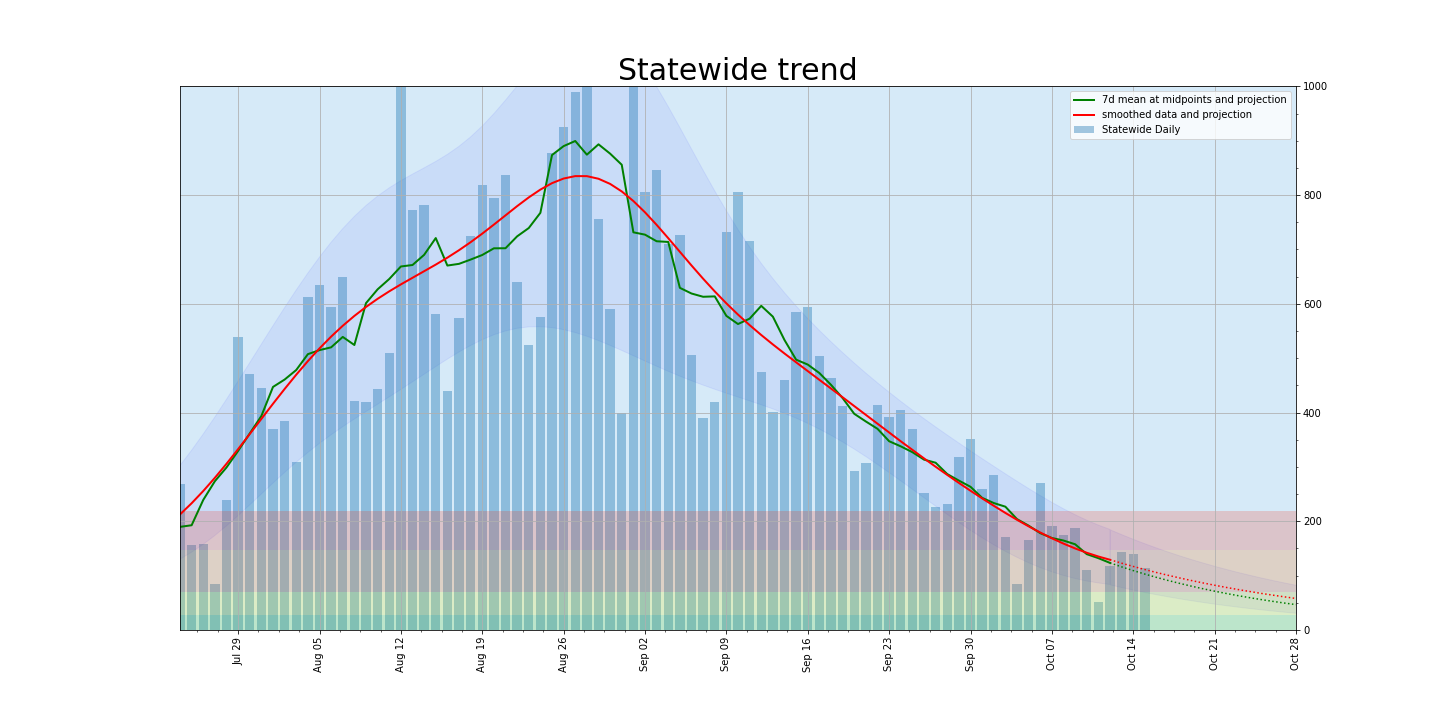 Statewide trend
7d mean at midpoints and projection
smoothed data and projection
Statewide Daily
1000
800
600
400
200
0
Jul 29
Aug 05
Aug 12
Aug 19
Aug 26
Sep 02
Sep 09
Sep 16
Sep 23
Sep 30
Oct 07
Oct 14
Oct 21
Oct 28